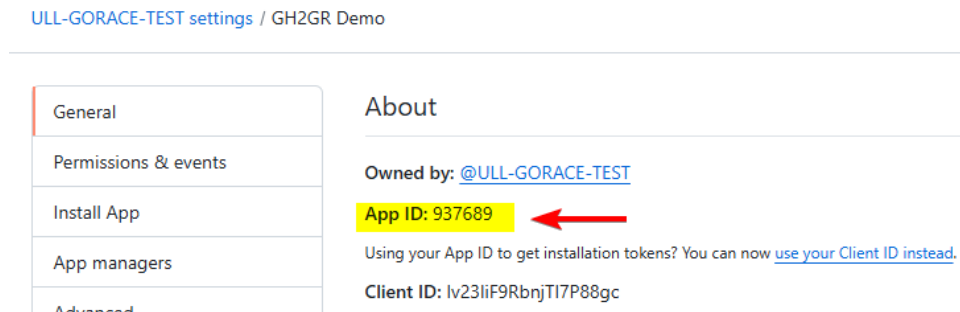 ULL-GORACE-TEST settings / GH2GR Demo
General
Permissions & events
Install App
App managers
Advanced
About
Owned by: @ULL-GORACE-TEST
App ID: 937689
Using your App ID to get installation tokens? You can now use your Client ID instead.
Client ID: Iv23liF9RbnjTI7P88gc